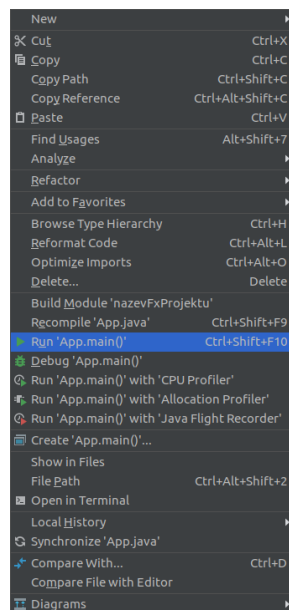 New
Cut Ctrl+X
Copy Ctrl+C
Copy Path Ctrl+Shift+C
Copy Reference Ctrl+Alt+Shift+C
Paste Ctrl+V
Find Usages Alt+Shift+7
Analyze
Refactor
Add to Favorites
Browse Type Hierarchy Ctrl+H
Reformat Code Ctrl+Alt+L
Optimize Imports Ctrl+Alt+O
Delete... Delete
Build Module 'nazevFxProjektu'
Recompile 'App.java' Ctrl+Shift+F9
Run 'App.main()' Ctrl+Shift+F10
Debug 'App.main()'
Run 'App.main()' with 'CPU Profiler'
Run 'App.main()' with 'Allocation Profiler'
Run 'App.main()' with 'Java Flight Recorder'
Create 'App.main()'...
Show in Files
File Path Ctrl+Alt+Shift+2
Open in Terminal
Local History
Synchronize 'App.java'
Compare With... Ctrl+D
Compare File with Editor
Diagrams